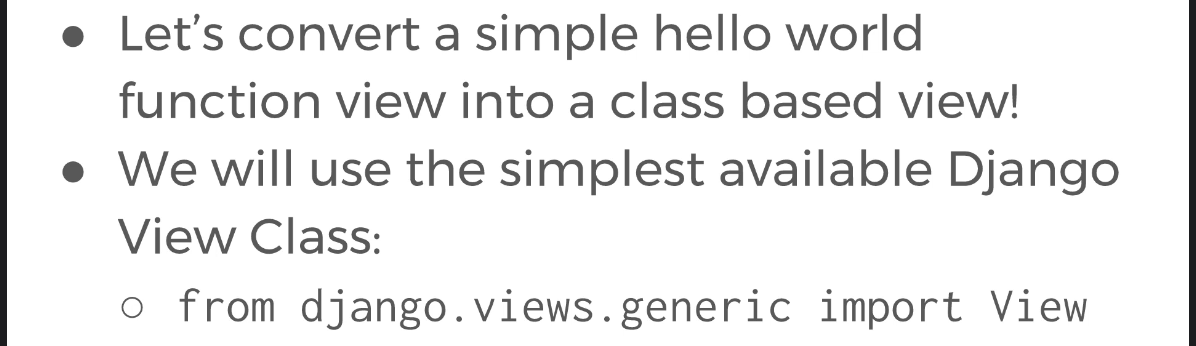 ● Let’s convert a simple hello world
function view into a class based view!
● We will use the simplest available Django
View Class:
○ from django.views.generic import View